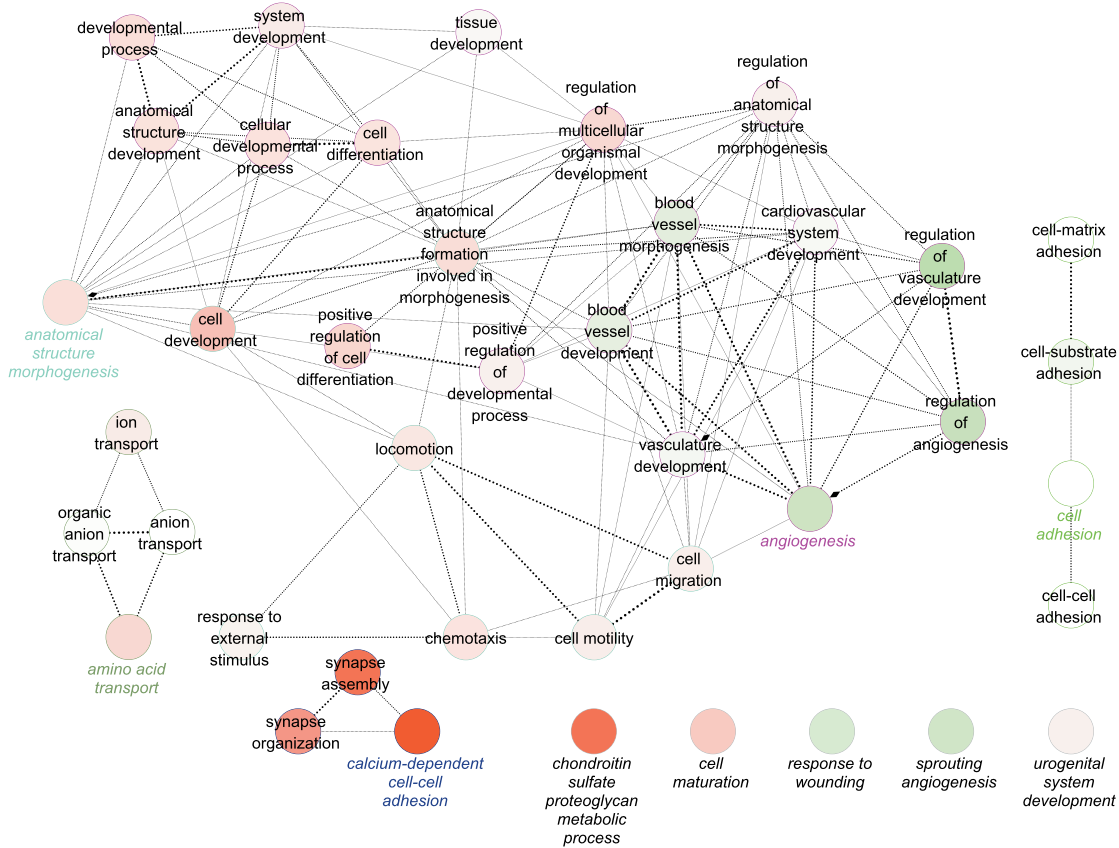 developmental
process
system
development
tissue
development
regulation
of
multicellular
organismal
development
regulation
of
anatomical
structure
morphogenesis
anatomical
structure
development
cellular
developmental
process
cell
differentiation
blood
vessel
morphogenesis
cardiovascular
system
development
regulation
of
vasculature
development
cell-matrix
adhesion
anatomical
structure
formation
involved in
morphogenesis
anatomical
structure
morphogenesis
cell
development
positive
regulation
of cell
differentiation
positive
regulation
of
developmental
process
blood
vessel
development
cell-substrate
adhesion
regulation
of
angiogenesis
ion
transport
locomotion
vasculature
development
organic
anion
transport
anion
transport
angiogenesis
cell
adhesion
cell
migration
cell-cell
adhesion
amino acid
transport
response to
external
stimulus
chemotaxis
cell motility
synapse
assembly
synapse
organization
calcium-dependent
cell-cell
adhesion
chondroitin
sulfate
proteoglycan
metabolic
process
cell
maturation
response to
wounding
sprouting
angiogenesis
urogenital
system
development